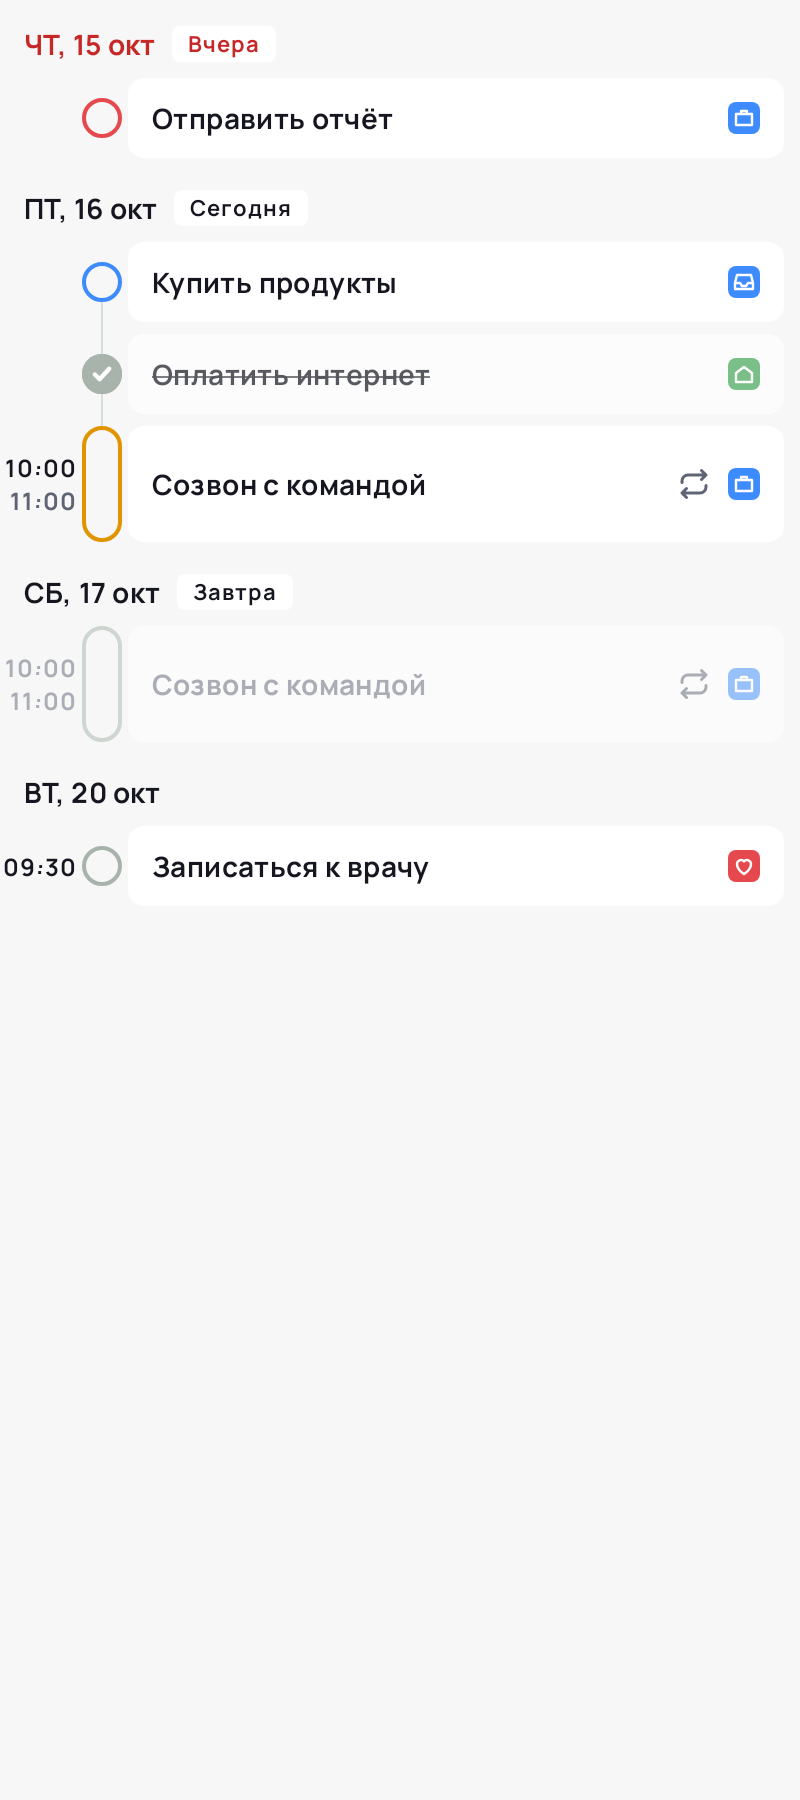 ЧТ, 15 окт Вчера
Отправить отчёт
ПТ, 16 окт Сегодня
Купить продукты
Оплатить интернет
10:00
11:00
Созвон с командой
СБ, 17 окт Завтра
10:00
11:00
Созвон с командой
ВТ, 20 окт
09:30 Записаться к врачу